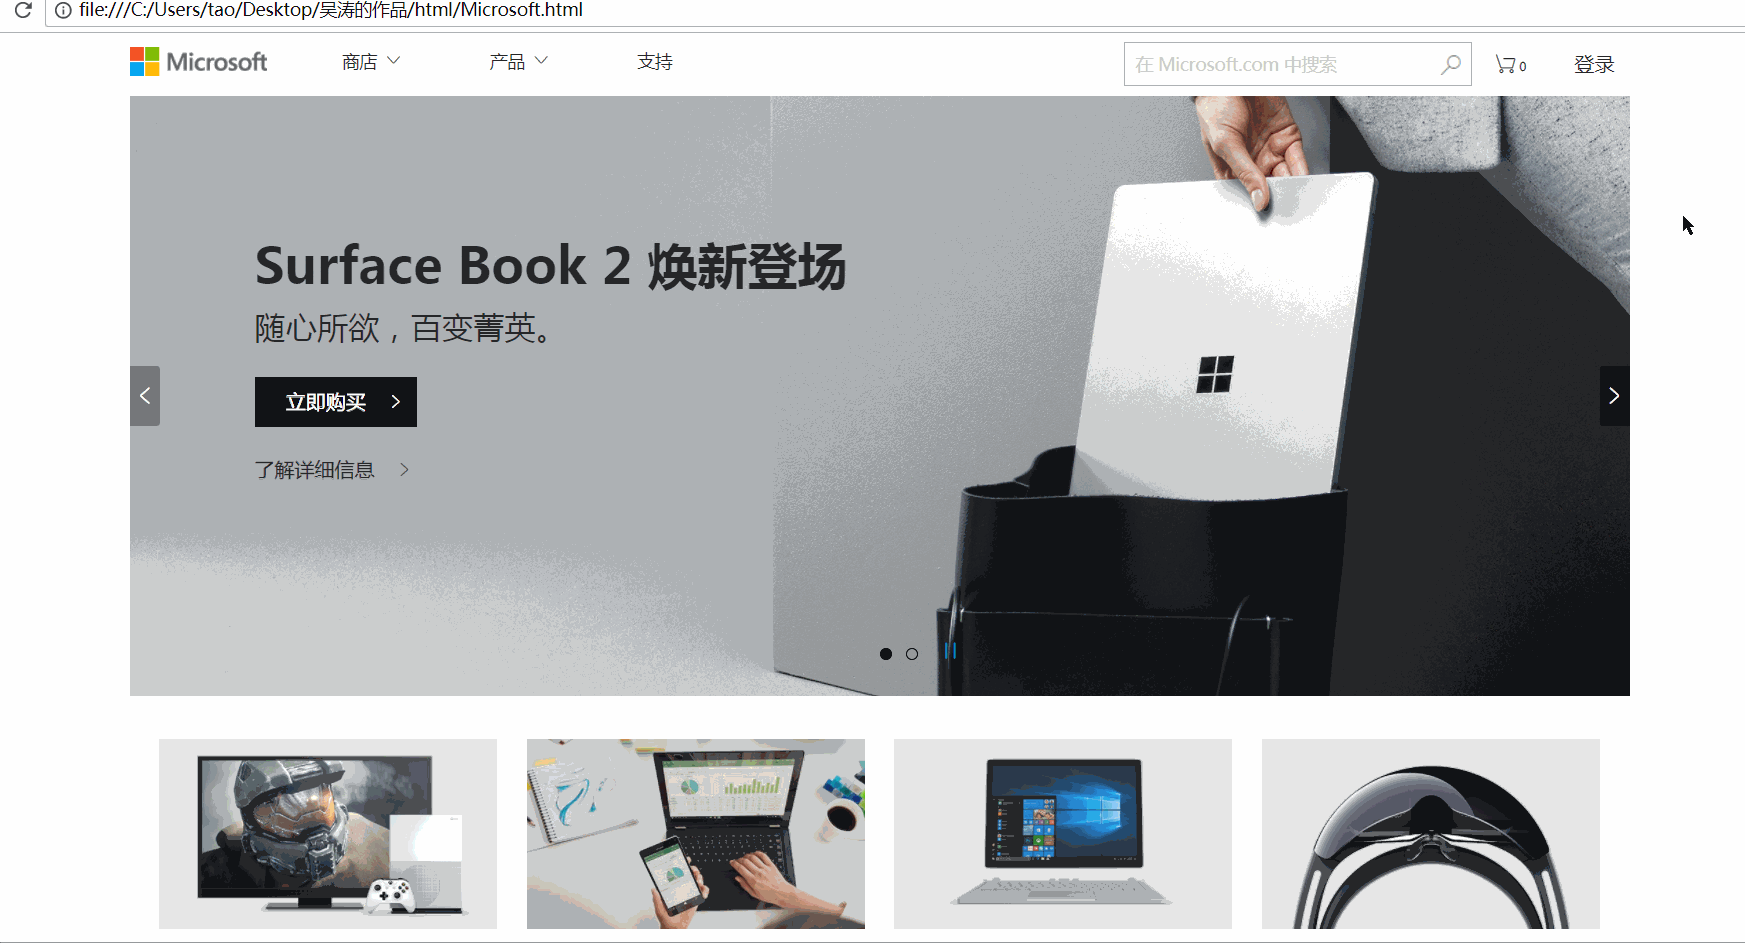 file:///C:/Users/tao/Desktop/吴涛的作品/html/Microsoft.html
Microsoft 商店 产品 支持 在 Microsoft.com 中搜索 0 登录
Surface Book 2 焕新登场
随心所欲，百变菁英。
立即购买
了解详细信息